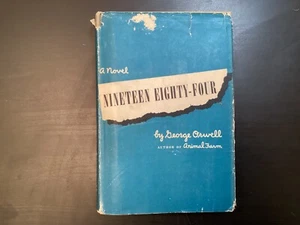 a Novel
NINETEEN EIGHTY-FOUR
by George Orwell
AUTHOR OF Animal Farm